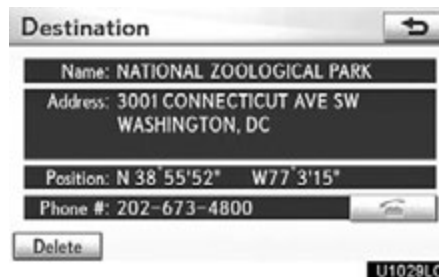 Destination
Name: NATIONAL ZOOLOGICAL PARK
Address: 3001 CONNECTICUT AVE SW
WASHINGTON, DC
Position: N 38°55'52" W77°3'15"
Phone #: 202-673-4800
Delete
U1029LC